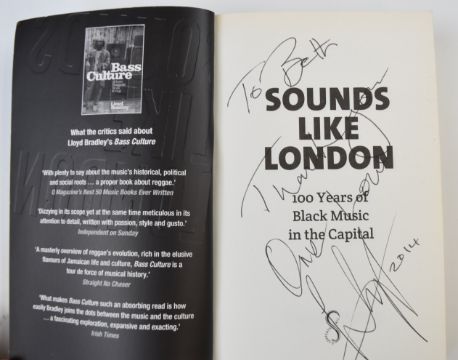 Bass
Culture
Lloyd
Bradley
What the critics said about
Lloyd Bradley's Bass Culture
'With plenty to say about the music's historical, political
and social roots ... a proper book about reggae.'
Q Magazine's Best 50 Music Books Ever Written
'Dizzying in its scope yet at the same time meticulous in its
attention to detail, written with passion, style and gusto.'
Independent on Sunday
'A masterly overview of reggae's evolution, rich in the elusive
flavours of Jamaican life and culture, Bass Culture is a
tour de force of musical history.'
Straight No Chaser
'What makes Bass Culture such an absorbing read is how
easily Bradley joins the dots between the music and the culture
... a fascinating exploration, expansive and exacting.'
Irish Times
To
SOUNDS
LIKE
LONDON
Thank
100 Years of
Black Music
in the Capital
One
2014